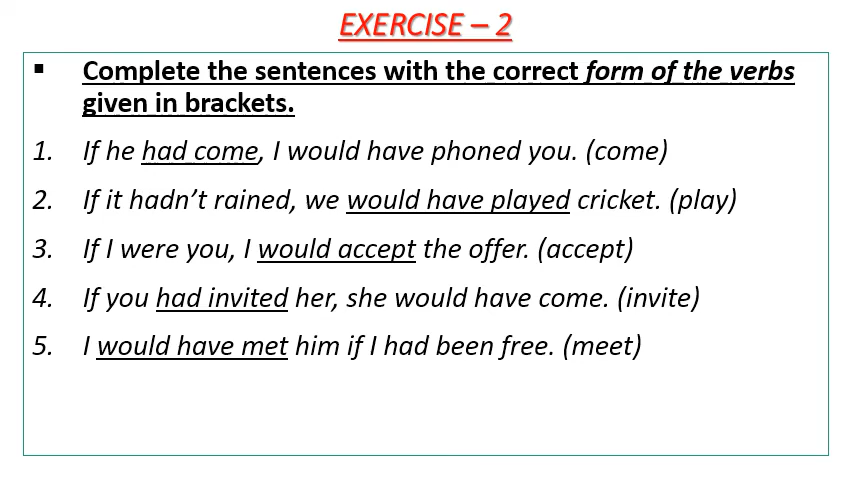 EXERCISE – 2
▪ Complete the sentences with the correct form of the verbs
given in brackets.
1. If he had come, I would have phoned you. (come)
2. If it hadn’t rained, we would have played cricket. (play)
3. If I were you, I would accept the offer. (accept)
4. If you had invited her, she would have come. (invite)
5. I would have met him if I had been free. (meet)